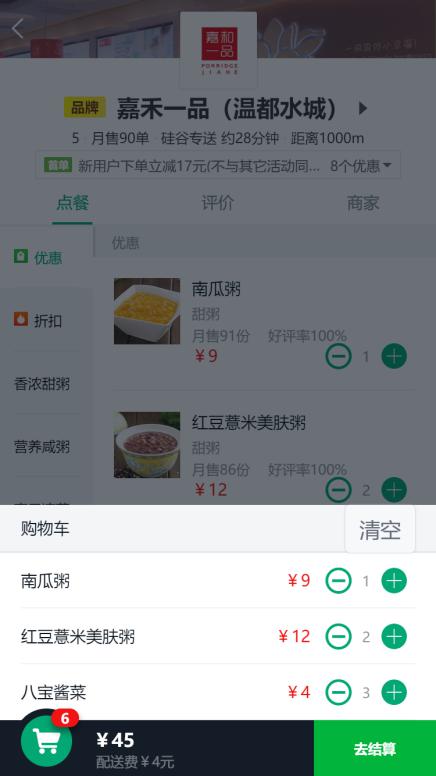 嘉和
一品
PORRIDGE
JIAHE
一碗营养小幸福!
品牌 嘉禾一品（温都水城）
5 月售90单 硅谷专送 约28分钟 距离1000m
首单 新用户下单立减17元(不与其它活动同... 8个优惠
点餐 评价 商家
优惠
优惠
折扣
香浓甜粥
营养咸粥
南瓜粥
甜粥
月售91份 好评率100%
￥9 1
红豆薏米美肤粥
甜粥
月售86份 好评率100%
￥12 2
购物车 清空
南瓜粥 ￥9 1
红豆薏米美肤粥 ￥12 2
八宝酱菜 ￥4 3
6
￥45
配送费￥4元
去结算